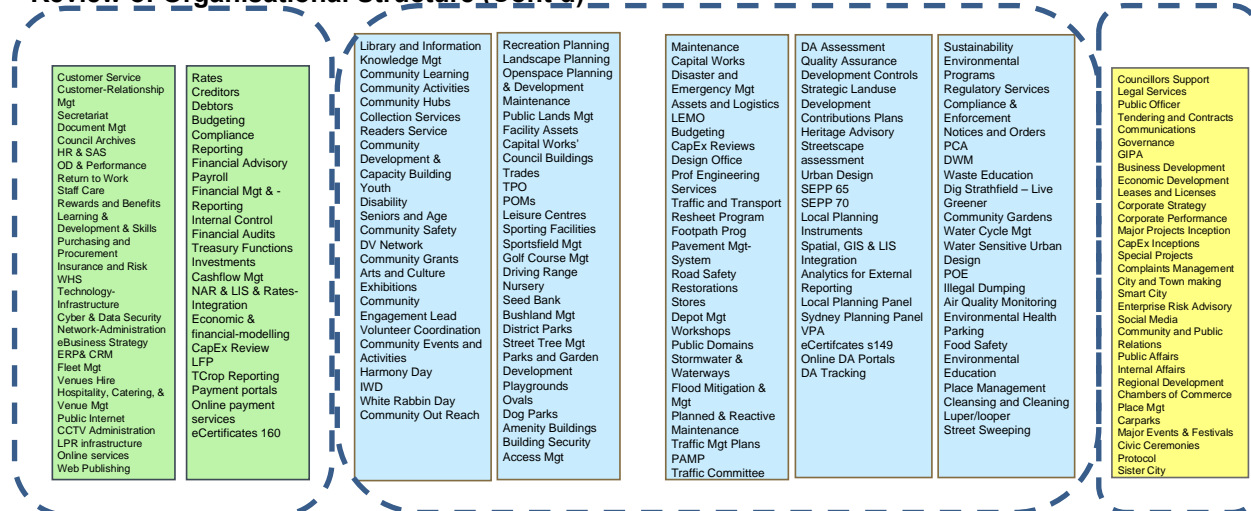 Review of Organisational Structure (Cont'd)
Customer Service
Customer-Relationship
Mgt
Secretariat
Document Mgt
Council Archives
HR & SAS
OD & Performance
Return to Work
Staff Care
Rewards and Benefits
Learning &
Development & Skills
Purchasing and
Procurement
Insurance and Risk
WHS
Technology-
Infrastructure
Cyber & Data Security
Network-Administration
eBusiness Strategy
ERP& CRM
Fleet Mgt
Venues Hire
Hospitality, Catering, &
Venue Mgt
Public Internet
CCTV Administration
LPR infrastructure
Online services
Web Publishing
Rates
Creditors
Debtors
Budgeting
Compliance
Reporting
Financial Advisory
Payroll
Financial Mgt & -
Reporting
Internal Control
Financial Audits
Treasury Functions
Investments
Cashflow Mgt
NAR & LIS & Rates-
Integration
Economic &
financial-modelling
CapEx Review
LFP
TCrop Reporting
Payment portals
Online payment
services
eCertificates 160
Library and Information
Knowledge Mgt
Community Learning
Community Activities
Community Hubs
Collection Services
Readers Service
Community
Development &
Capacity Building
Youth
Disability
Seniors and Age
Community Safety
DV Network
Community Grants
Arts and Culture
Exhibitions
Community
Engagement Lead
Volunteer Coordination
Community Events and
Activities
Harmony Day
IWD
White Rabbin Day
Community Out Reach
Recreation Planning
Landscape Planning
Openspace Planning
& Development
Maintenance
Public Lands Mgt
Facility Assets
Capital Works'
Council Buildings
Trades
TPO
POMs
Leisure Centres
Sporting Facilities
Sportsfield Mgt
Golf Course Mgt
Driving Range
Nursery
Seed Bank
Bushland Mgt
District Parks
Street Tree Mgt
Parks and Garden
Development
Playgrounds
Ovals
Dog Parks
Amenity Buildings
Building Security
Access Mgt
Maintenance
Capital Works
Disaster and
Emergency Mgt
Assets and Logistics
LEMO
Budgeting
CapEx Reviews
Design Office
Prof Engineering
Services
Traffic and Transport
Resheet Program
Footpath Prog
Pavement Mgt-
System
Road Safety
Restorations
Stores
Depot Mgt
Workshops
Public Domains
Stormwater &
Waterways
Flood Mitigation &
Mgt
Planned & Reactive
Maintenance
Traffic Mgt Plans
PAMP
Traffic Committee
DA Assessment
Quality Assurance
Development Controls
Strategic Landuse
Development
Contributions Plans
Heritage Advisory
Streetscape
assessment
Urban Design
SEPP 65
SEPP 70
Local Planning
Instruments
Spatial, GIS & LIS
Integration
Analytics for External
Reporting
Local Planning Panel
Sydney Planning Panel
VPA
eCertifcates s149
Online DA Portals
DA Tracking
Sustainability
Environmental
Programs
Regulatory Services
Compliance &
Enforcement
Notices and Orders
PCA
DWM
Waste Education
Dig Strathfield – Live
Greener
Community Gardens
Water Cycle Mgt
Water Sensitive Urban
Design
POE
Illegal Dumping
Air Quality Monitoring
Environmental Health
Parking
Food Safety
Environmental
Education
Place Management
Cleansing and Cleaning
Luper/looper
Street Sweeping
Councillors Support
Legal Services
Public Officer
Tendering and Contracts
Communications
Governance
GIPA
Business Development
Economic Development
Leases and Licenses
Corporate Strategy
Corporate Performance
Major Projects Inception
CapEx Inceptions
Special Projects
Complaints Management
City and Town making
Smart City
Enterprise Risk Advisory
Social Media
Community and Public
Relations
Public Affairs
Internal Affairs
Regional Development
Chambers of Commerce
Place Mgt
Carparks
Major Events & Festivals
Civic Ceremonies
Protocol
Sister City